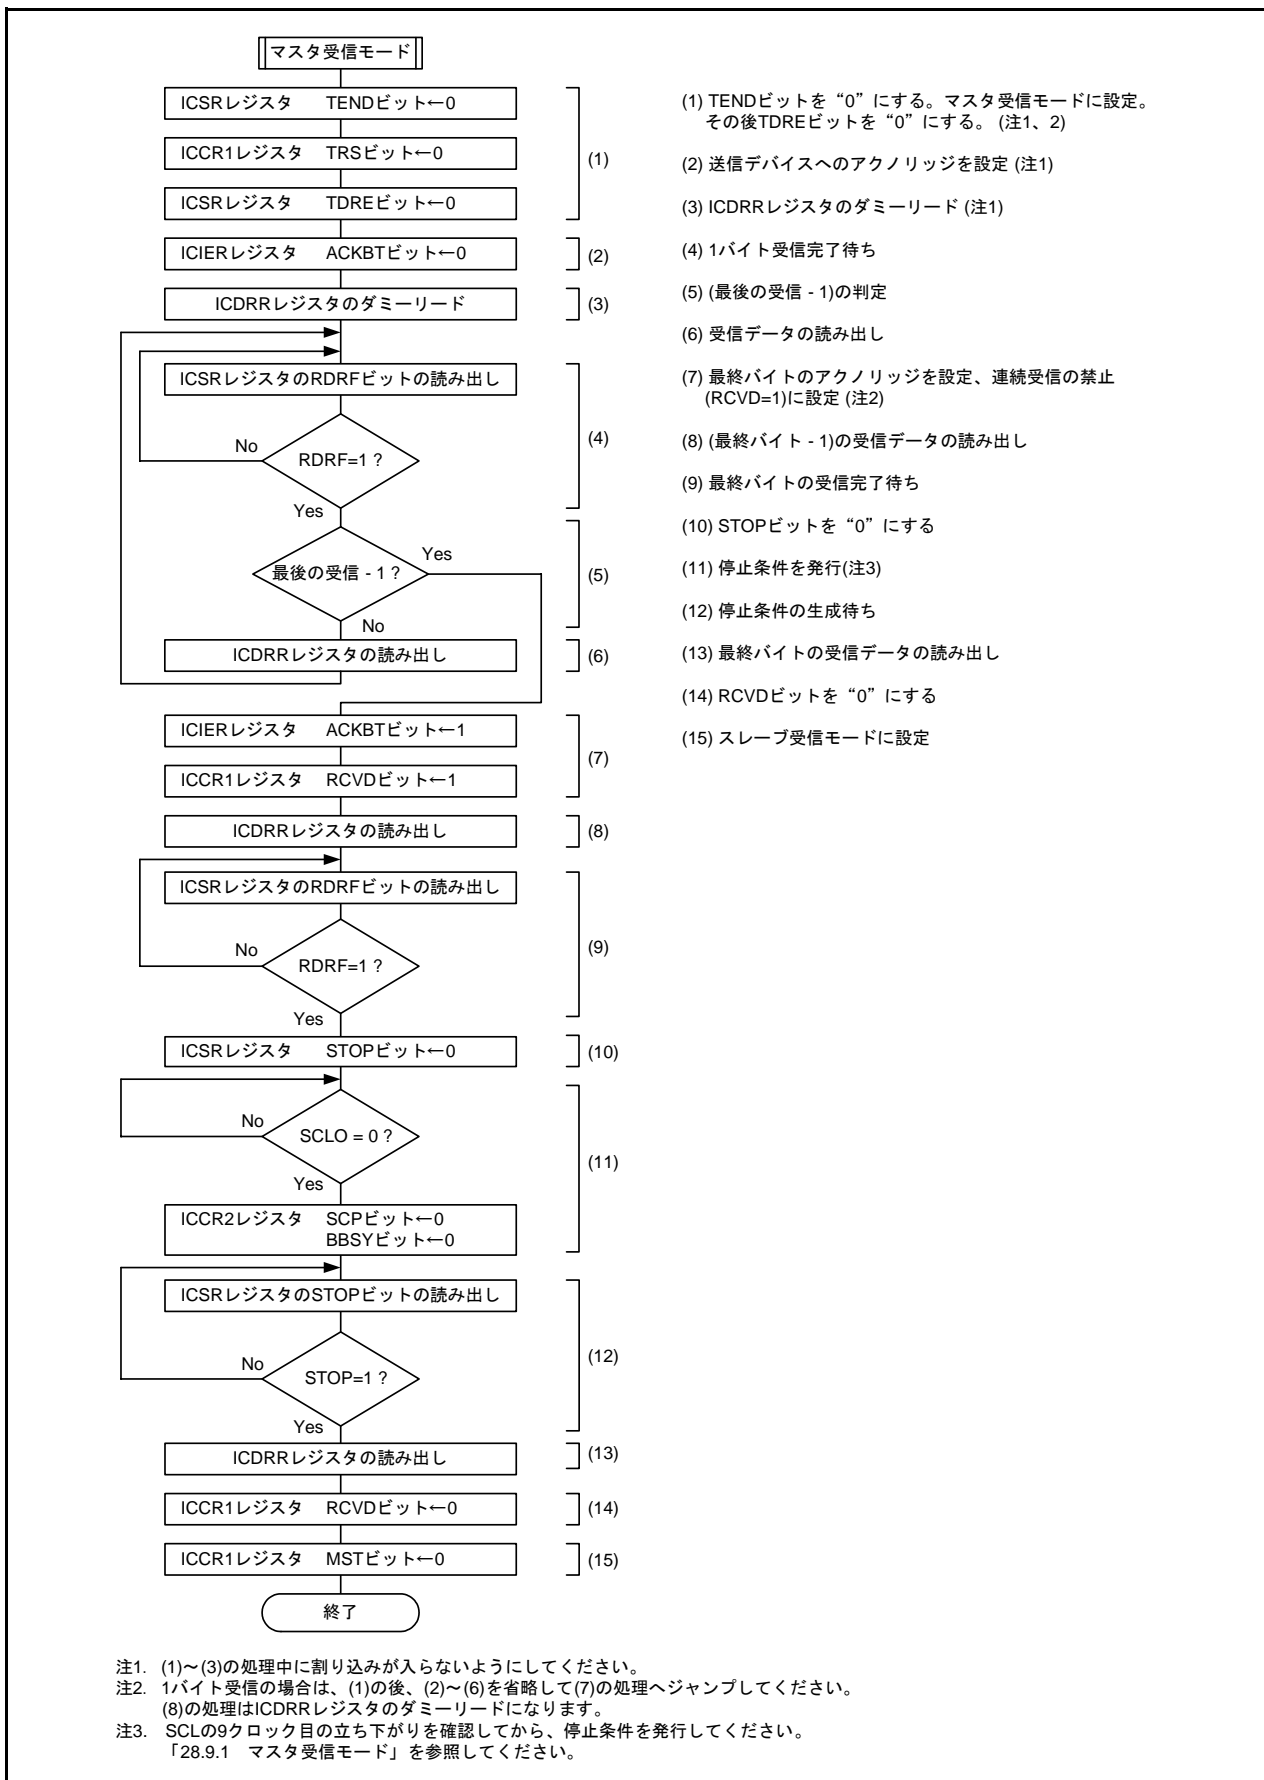 マスタ受信モード
ICSRレジスタ TENDビット←0
ICCR1レジスタ TRSビット←0
ICSRレジスタ TDREビット←0
(1)
ICIERレジスタ ACKBTビット←0
(2)
ICDRRレジスタのダミーリード
(3)
ICSRレジスタのRDRFビットの読み出し
No
RDRF=1 ?
(4)
Yes
最後の受信 - 1 ?
Yes
(5)
No
ICDRRレジスタの読み出し
(6)
ICIERレジスタ ACKBTビット←1
ICCR1レジスタ RCVDビット←1
(7)
ICDRRレジスタの読み出し
(8)
ICSRレジスタのRDRFビットの読み出し
No
RDRF=1 ?
(9)
Yes
ICSRレジスタ STOPビット←0
(10)
No
SCLO = 0 ?
(11)
Yes
ICCR2レジスタ SCPビット←0
BBSYビット←0
ICSRレジスタのSTOPビットの読み出し
No
STOP=1 ?
(12)
Yes
ICDRRレジスタの読み出し
(13)
ICCR1レジスタ RCVDビット←0
(14)
ICCR1レジスタ MSTビット←0
(15)
終了
(1) TENDビットを“0”にする。マスタ受信モードに設定。
その後TDREビットを“0”にする。 (注1、2)
(2) 送信デバイスへのアクノリッジを設定 (注1)
(3) ICDRRレジスタのダミーリード (注1)
(4) 1バイト受信完了待ち
(5) (最後の受信 - 1)の判定
(6) 受信データの読み出し
(7) 最終バイトのアクノリッジを設定、連続受信の禁止
(RCVD=1)に設定 (注2)
(8) (最終バイト - 1)の受信データの読み出し
(9) 最終バイトの受信完了待ち
(10) STOPビットを“0”にする
(11) 停止条件を発行(注3)
(12) 停止条件の生成待ち
(13) 最終バイトの受信データの読み出し
(14) RCVDビットを“0”にする
(15) スレーブ受信モードに設定
注1. (1)～(3)の処理中に割り込みが入らないようにしてください。
注2. 1バイト受信の場合は、(1)の後、(2)～(6)を省略して(7)の処理へジャンプしてください。
(8)の処理はICDRRレジスタのダミーリードになります。
注3. SCLの9クロック目の立ち下がりを確認してから、停止条件を発行してください。
「28.9.1 マスタ受信モード」を参照してください。